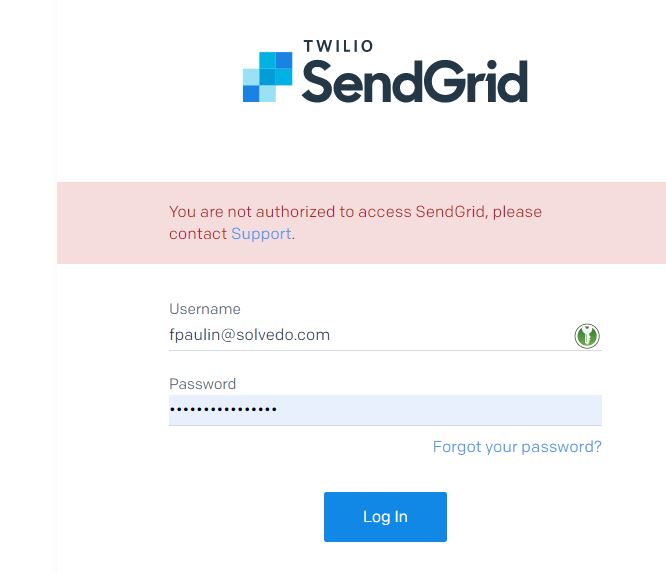 TWILIO
SendGrid
You are not authorized to access SendGrid, please
contact Support.
Username
fpaulin@solvedo.com
Password
••••••••••••••••
Forgot your password?
Log In